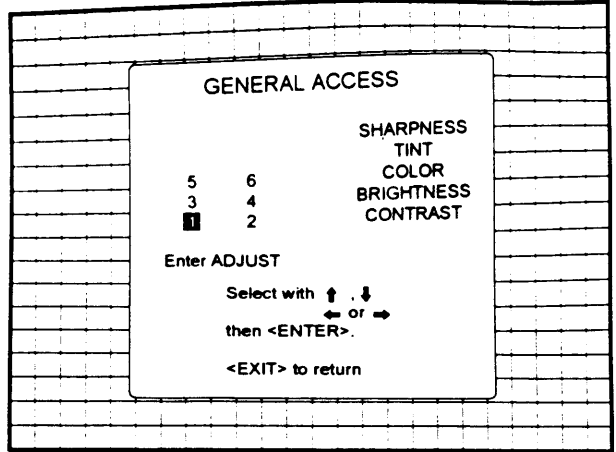 GENERAL ACCESS
SHARPNESS
TINT
COLOR
BRIGHTNESS
CONTRAST
5 6
3 4
1 2
Enter ADJUST
Select with ↑ , ↓
← or →
then <ENTER>.
<EXIT> to return